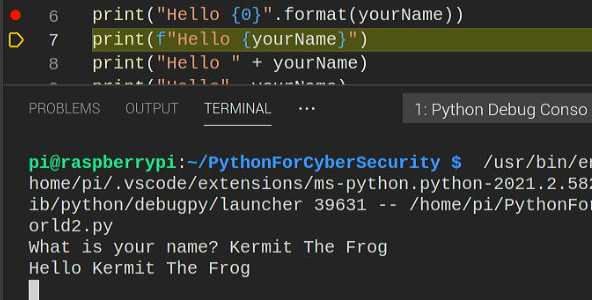 6 print("Hello {0}".format(yourName))
7 print(f"Hello {yourName}")
8 print("Hello " + yourName)
print("Hello", yourName)
PROBLEMS OUTPUT TERMINAL ··· 1: Python Debug Conso
pi@raspberrypi:~/PythonForCyberSecurity $ /usr/bin/en
home/pi/.vscode/extensions/ms-python.python-2021.2.582
ib/python/debugpy/launcher 39631 -- /home/pi/PythonFor
orld2.py
What is your name? Kermit The Frog
Hello Kermit The Frog